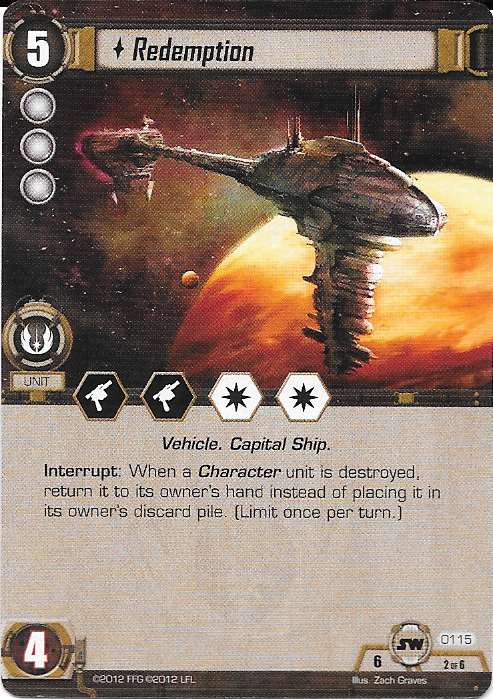 5
Redemption
UNIT
Vehicle. Capital Ship.
Interrupt: When a Character unit is destroyed,
return it to its owner's hand instead of placing it in
its owner's discard pile. (Limit once per turn.)
4
SW
0115
6
2 OF 6
©2012 FFG ©2012 LFL
Illus. Zach Graves